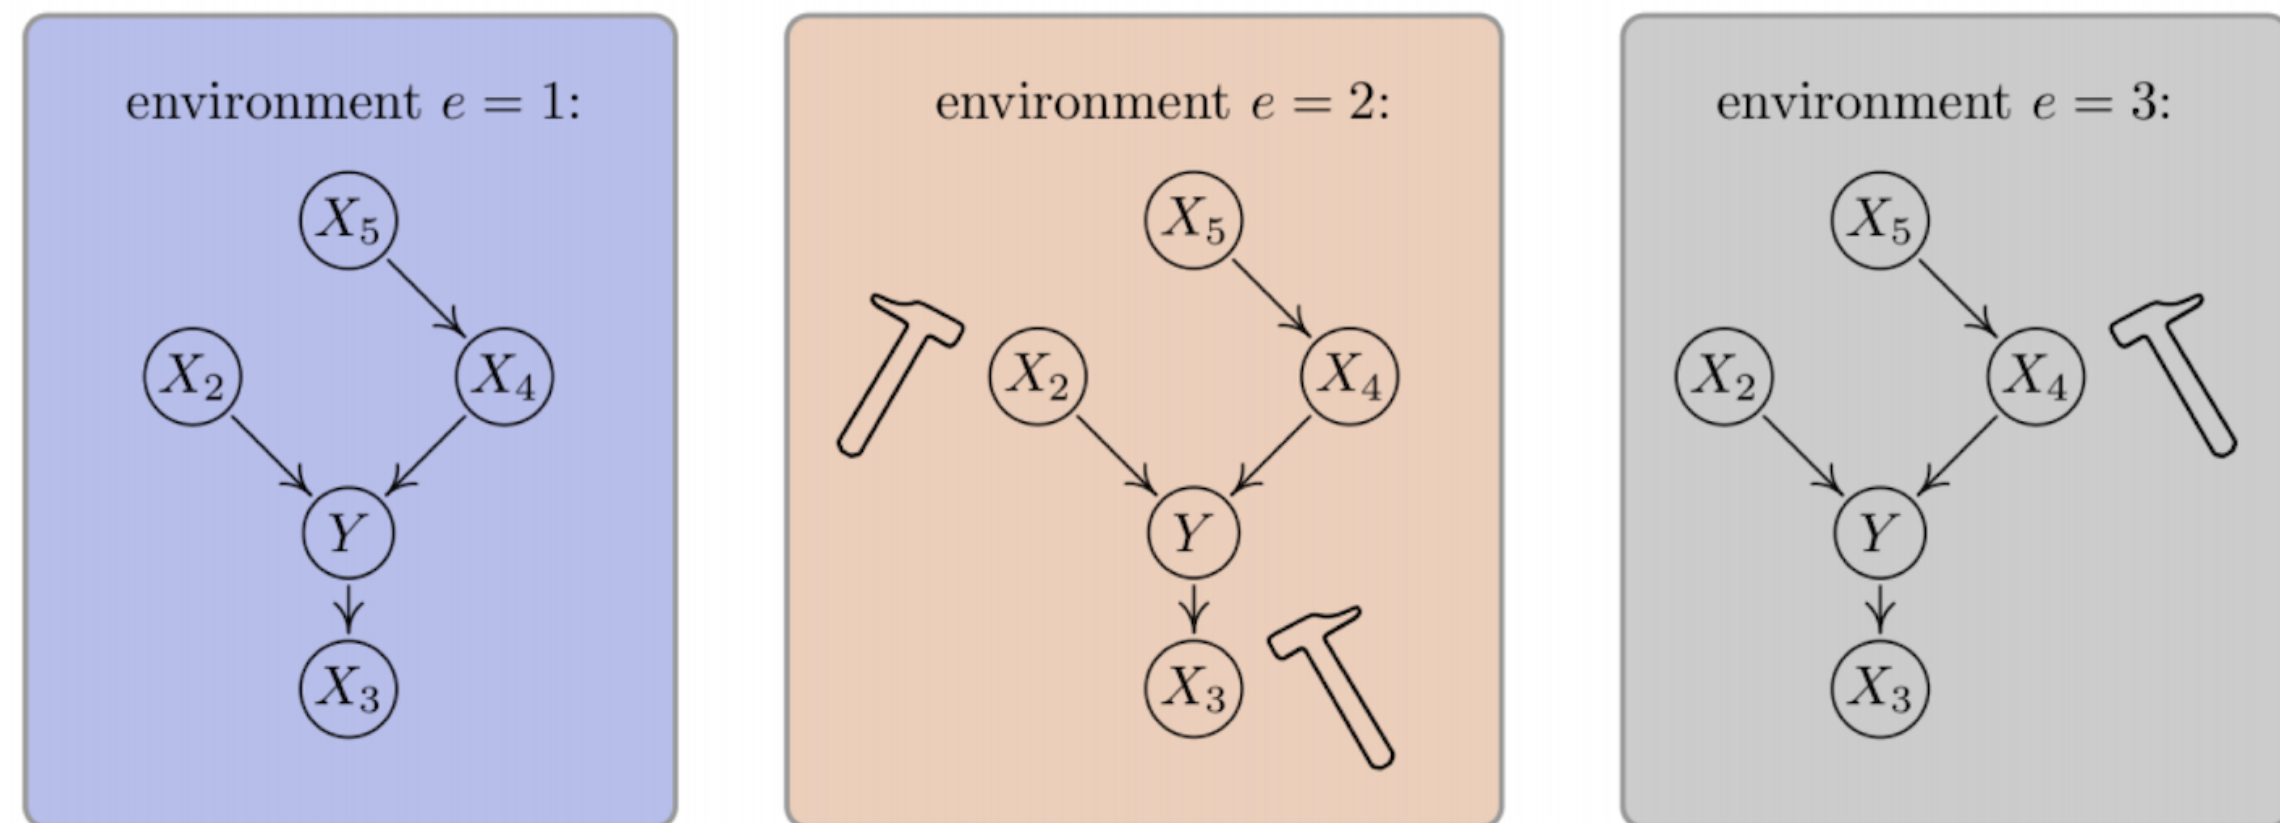 environment e = 1:
X₅
X₂
X₄
Y
X₃
environment e = 2:
X₅
X₂
X₄
Y
X₃
environment e = 3:
X₅
X₂
X₄
Y
X₃